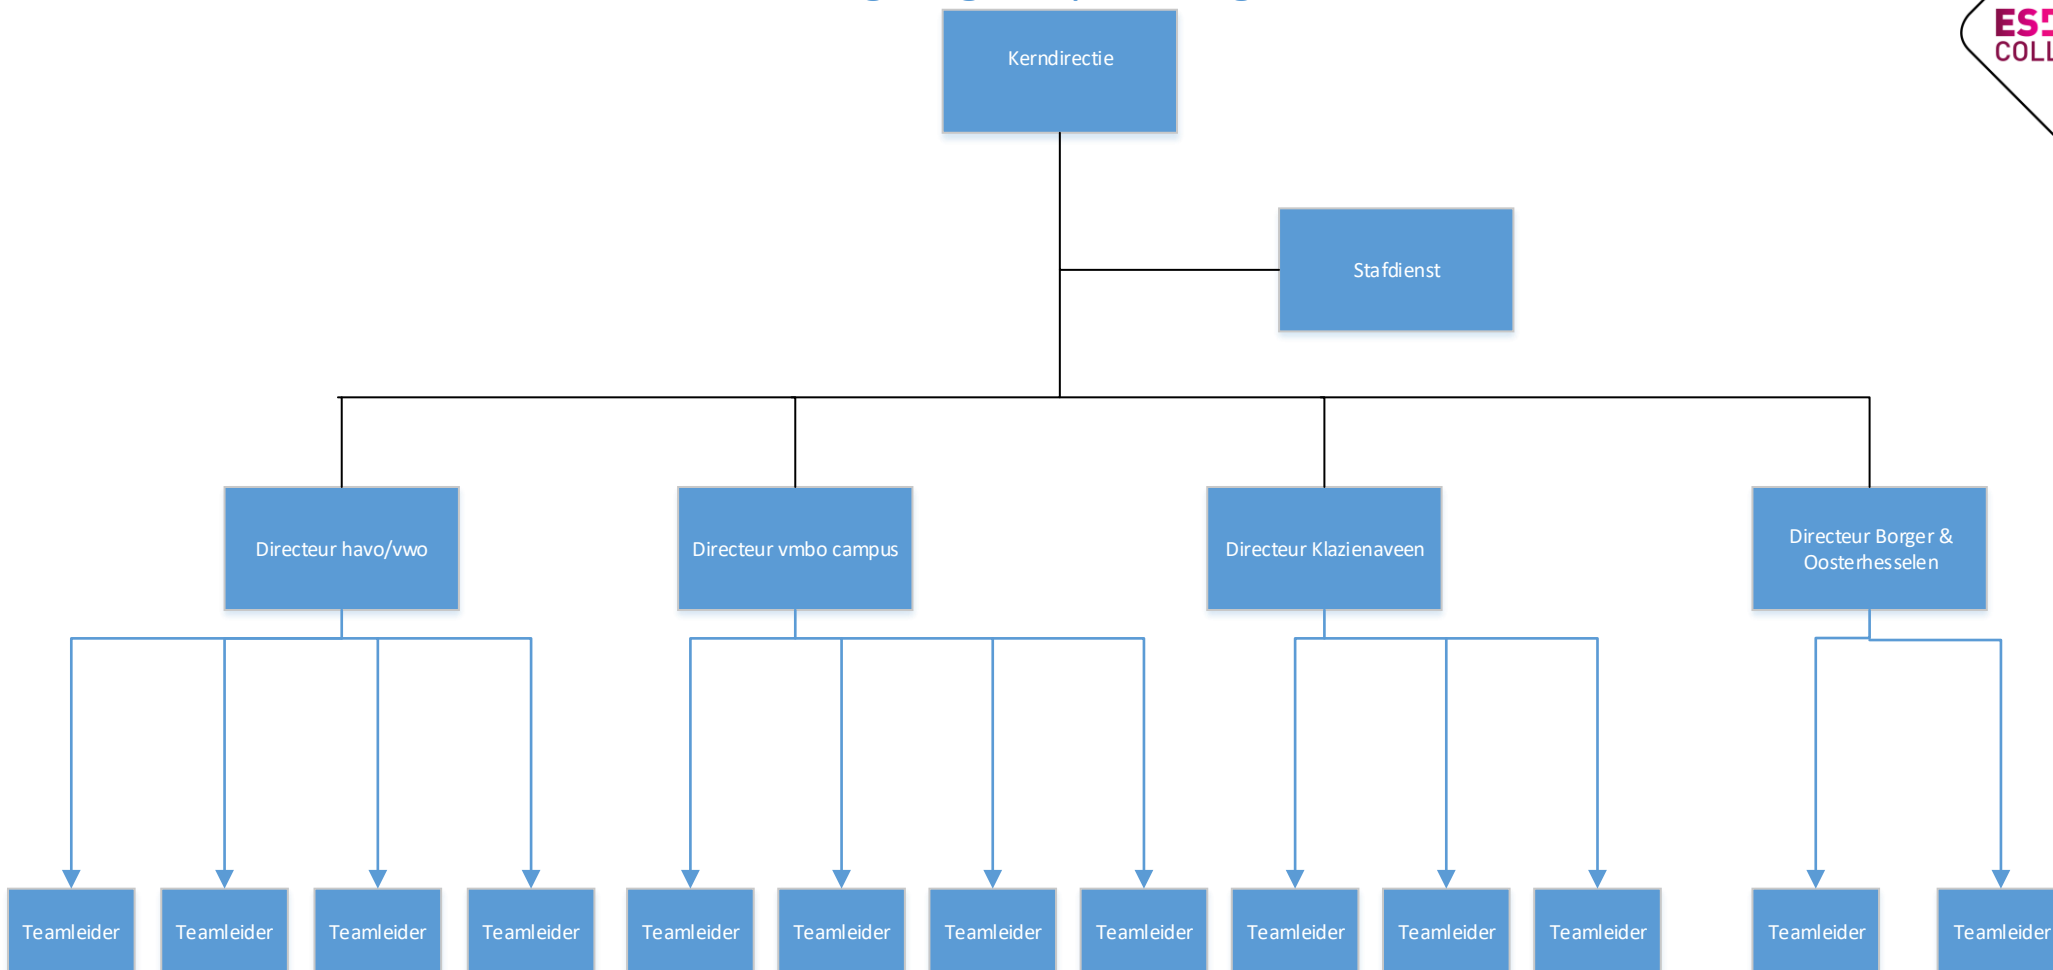 Kerndirectie
Stafdienst
Directeur havo/vwo
Directeur vmbo campus
Directeur Klazienaveen
Directeur Borger &
Oosterhesselen
Teamleider
Teamleider
Teamleider
Teamleider
Teamleider
Teamleider
Teamleider
Teamleider
Teamleider
Teamleider
Teamleider
Teamleider
Teamleider